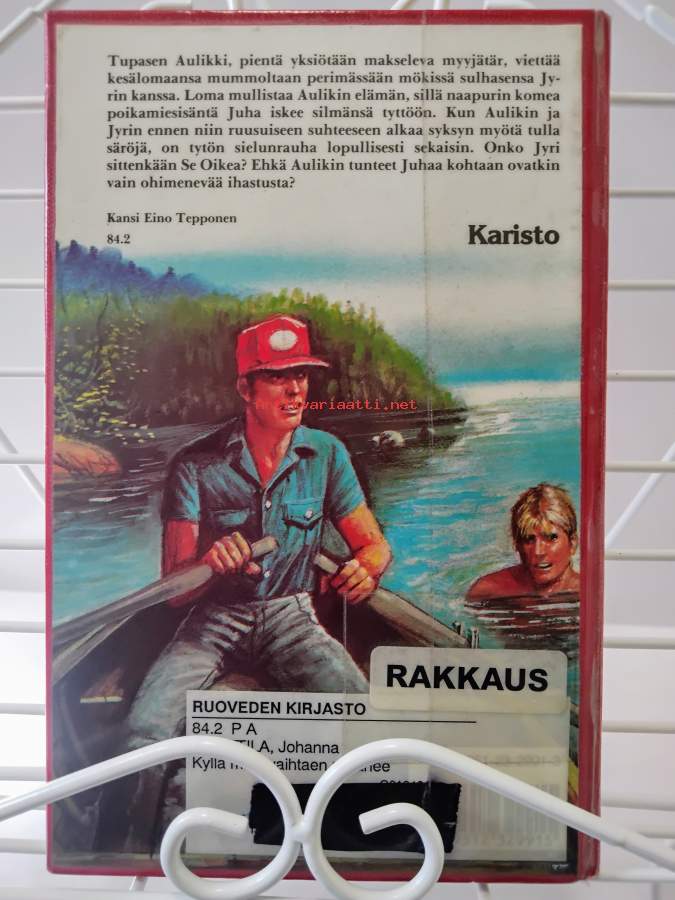 Tupasen Aulikki, pientä yksiötään makseleva myyjätär, viettää
kesälomaansa mummoltaan perimässään mökissä sulhasensa Jy-
rin kanssa. Loma mullistaa Aulikin elämän, sillä naapurin komea
poikamiesisäntä Juha iskee silmänsä tyttöön. Kun Aulikin ja
Jyrin ennen niin ruusuiseen suhteeseen alkaa syksyn myötä tulla
säröjä, on tytön sielunrauha lopullisesti sekaisin. Onko Jyri
sittenkään Se Oikea? Ehkä Aulikin tunteet Juhaa kohtaan ovatkin
vain ohimenevää ihastusta?
Kansi Eino Tepponen
84.2
Karisto
RAKKAUS
RUOVEDEN KIRJASTO
84.2 P A
Johanna
Kylla vaihtaen